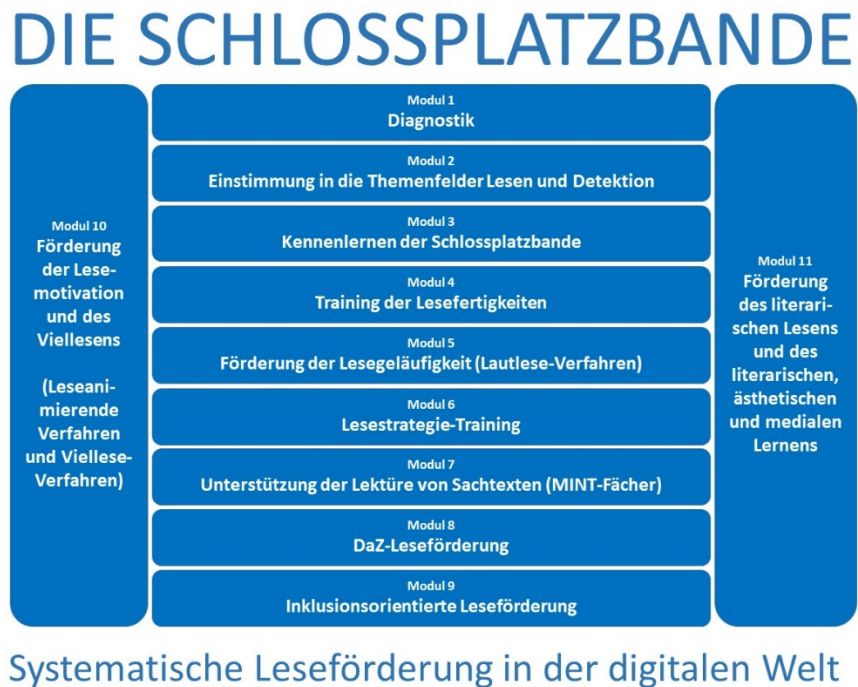 DIE SCHLOSSPLATZBANDE
Modul 10
Förderung
der Lese-
motivation
und des
Viellesens
(Leseani-
mierende
Verfahren
und Viellese-
Verfahren)
Modul 1
Diagnostik
Modul 2
Einstimmung in die Themenfelder Lesen und Detektion
Modul 3
Kennenlernen der Schlossplatzbande
Modul 4
Training der Lesefertigkeiten
Modul 5
Förderung der Lesegeläufigkeit (Lautlese-Verfahren)
Modul 6
Lesestrategie-Training
Modul 7
Unterstützung der Lektüre von Sachtexten (MINT-Fächer)
Modul 8
DaZ-Leseförderung
Modul 9
Inklusionsorientierte Leseförderung
Modul 11
Förderung
des literari-
schen Lesens
und des
literarischen,
ästhetischen
und medialen
Lernens
Systematische Leseförderung in der digitalen Welt